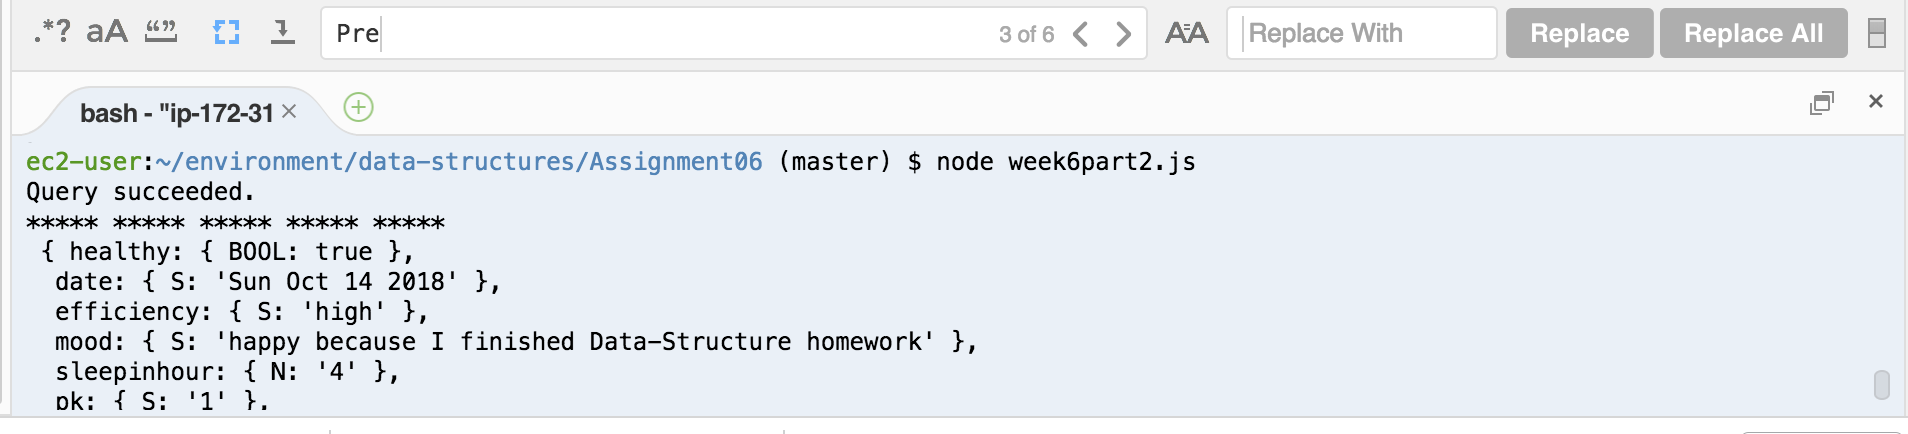 .*? aA “”
Pre 3 of 6 AA Replace With Replace Replace All
bash - "ip-172-31 ×
ec2-user:~/environment/data-structures/Assignment06 (master) $ node week6part2.js
Query succeeded.
***** ***** ***** ***** *****
 { healthy: { BOOL: true },
  date: { S: 'Sun Oct 14 2018' },
  efficiency: { S: 'high' },
  mood: { S: 'happy because I finished Data-Structure homework' },
  sleepinhour: { N: '4' },
  pk: { S: '1' },